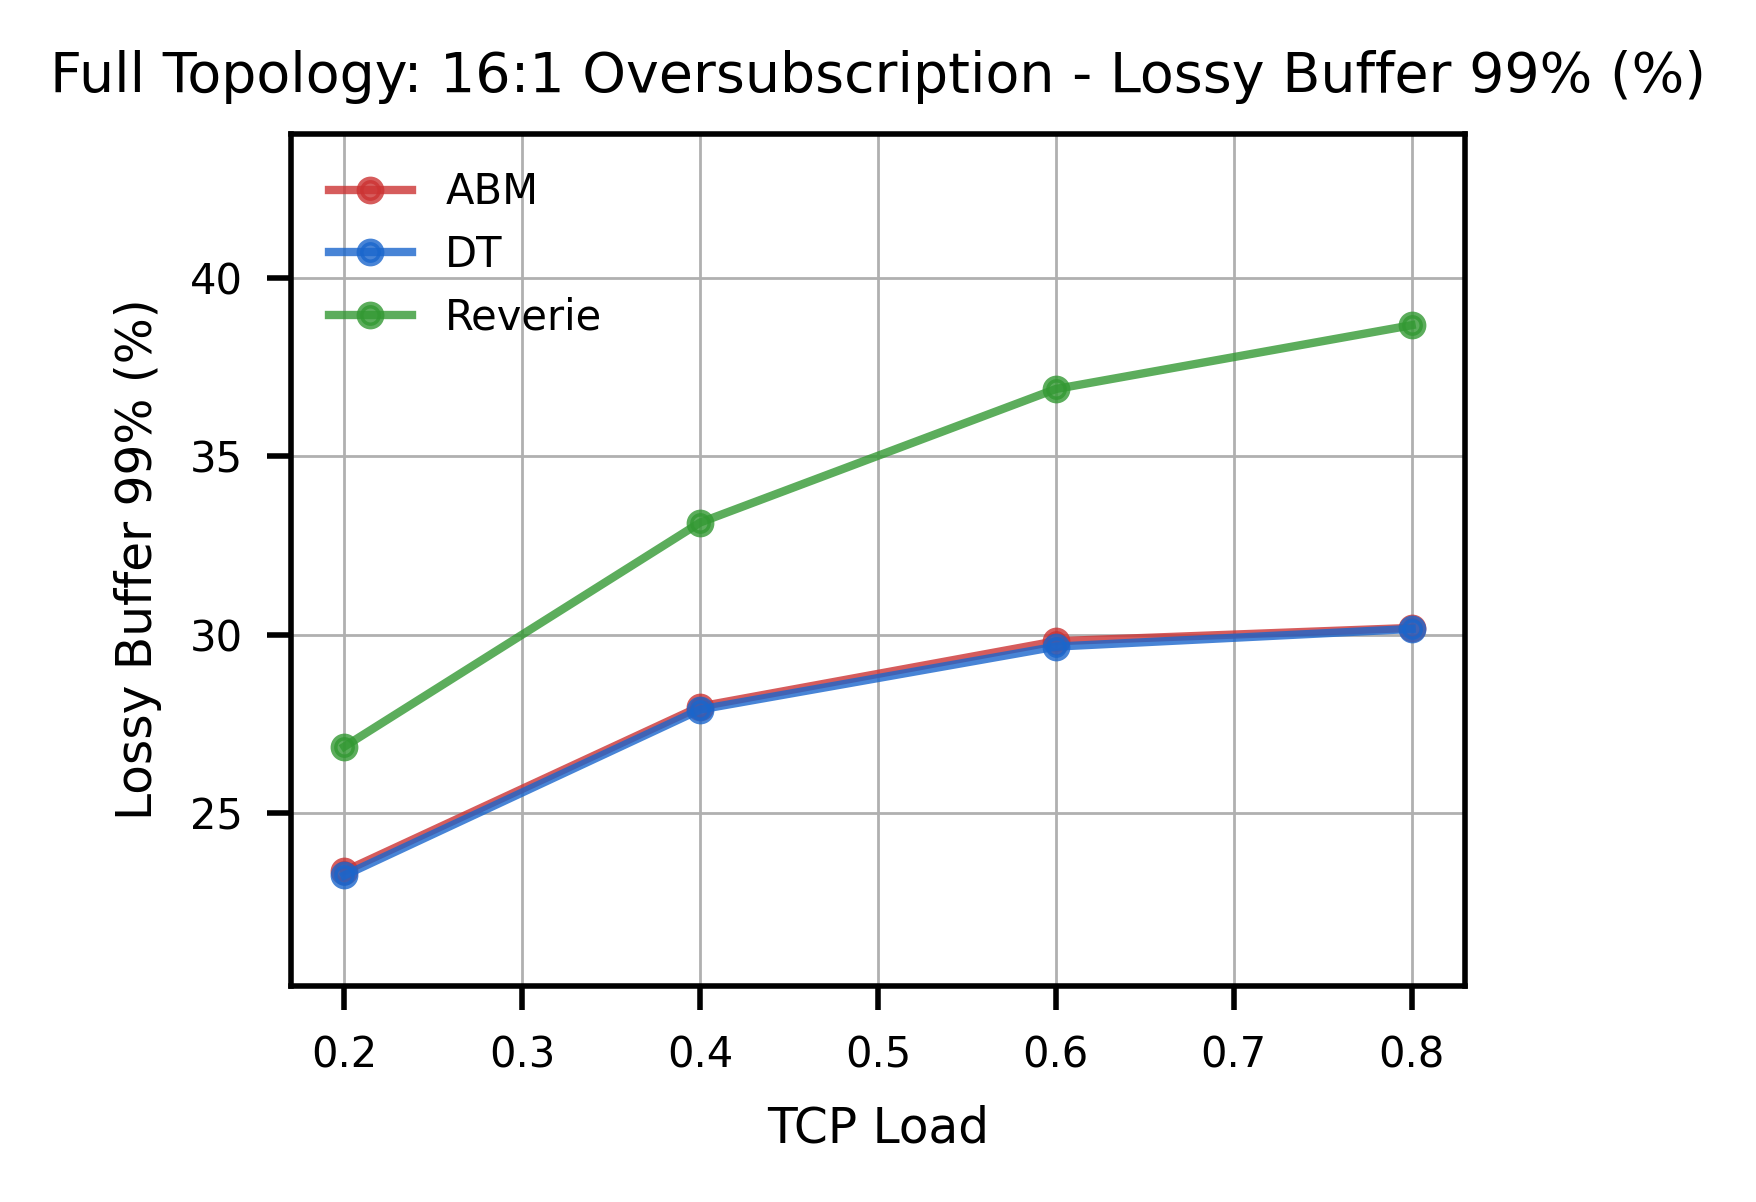 Full Topology: 16:1 Oversubscription - Lossy Buffer 99% (%)
ABM
DT
Reverie
Lossy Buffer 99% (%)
40
35
30
25
0.2 0.3 0.4 0.5 0.6 0.7 0.8
TCP Load